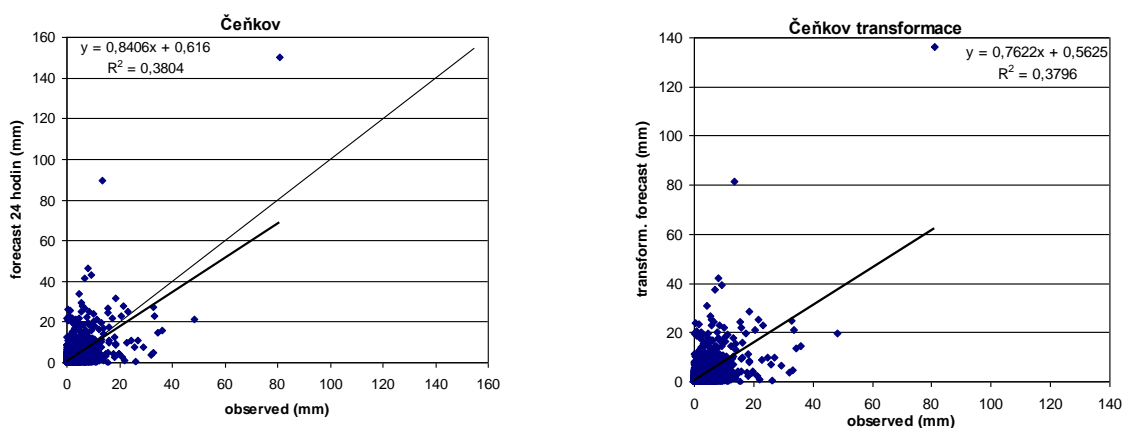 Čeňkov
y = 0,8406x + 0,616
R² = 0,3804
forecast 24 hodin (mm)
160
140
120
100
80
60
40
20
0
0 20 40 60 80 100 120 140 160
observed (mm)
Čeňkov transformace
y = 0,7622x + 0,5625
R² = 0,3796
transform. forecast (mm)
140
120
100
80
60
40
20
0
0 20 40 60 80 100 120 140
observed (mm)